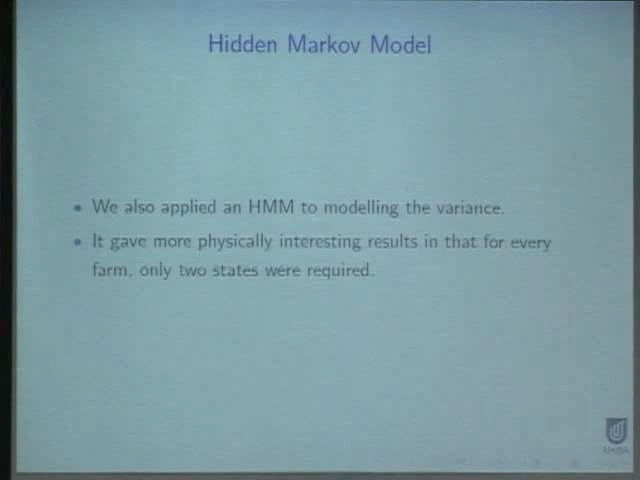 Hidden Markov Model
• We also applied an HMM to modelling the variance.
• It gave more physically interesting results in that for every
farm, only two states were required.